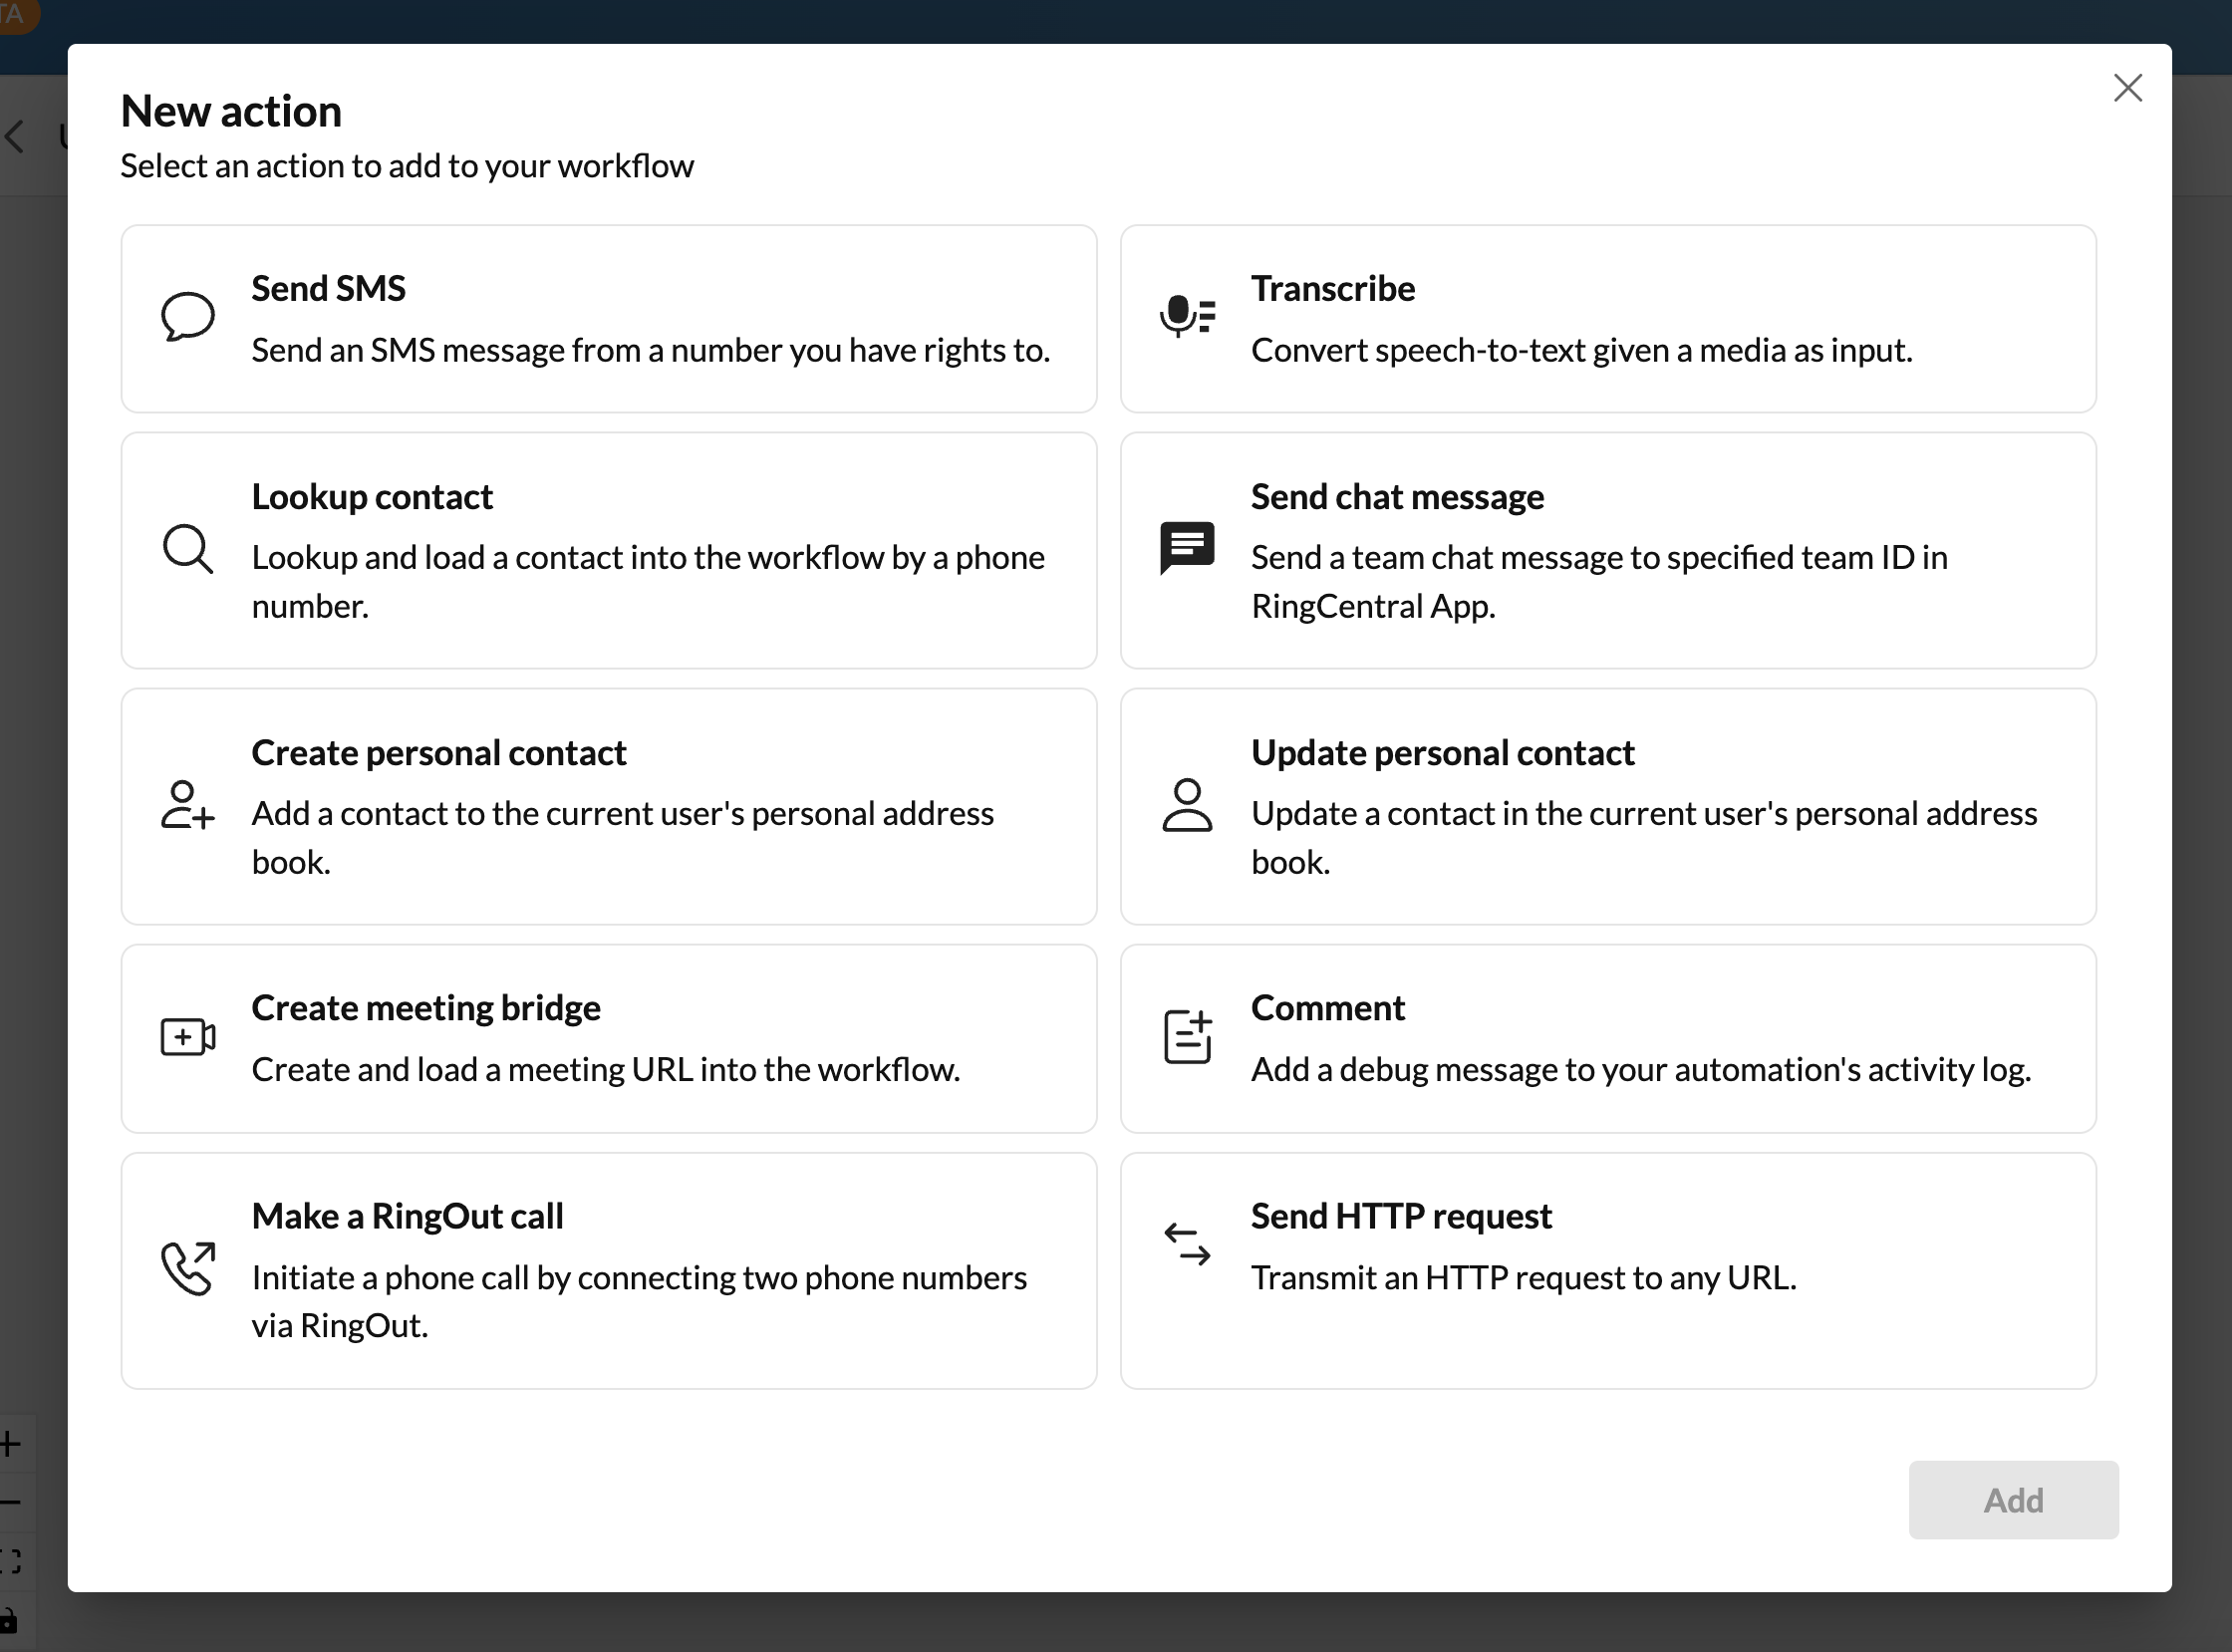 TA
New action
Select an action to add to your workflow
Send SMS
Send an SMS message from a number you have rights to.
Transcribe
Convert speech-to-text given a media as input.
Lookup contact
Lookup and load a contact into the workflow by a phone
number.
Send chat message
Send a team chat message to specified team ID in
RingCentral App.
Create personal contact
Add a contact to the current user's personal address
book.
Update personal contact
Update a contact in the current user's personal address
book.
Create meeting bridge
Create and load a meeting URL into the workflow.
Comment
Add a debug message to your automation's activity log.
Make a RingOut call
Initiate a phone call by connecting two phone numbers
via RingOut.
Send HTTP request
Transmit an HTTP request to any URL.
Add